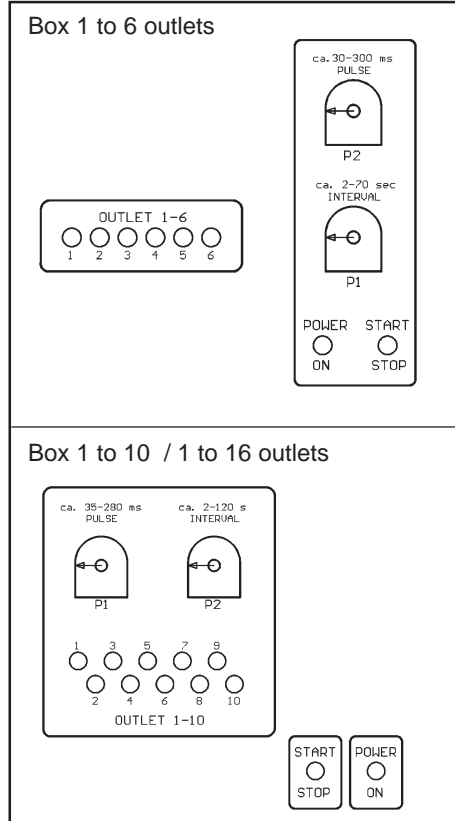 Box 1 to 6 outlets
ca.30-300 ms
PULSE
P2
ca. 2-70 sec
INTERVAL
P1
OUTLET 1-6
1 2 3 4 5 6
POWER START
ON STOP
Box 1 to 10 / 1 to 16 outlets
ca. 35-280 ms ca. 2-120 s
PULSE INTERVAL
P1 P2
1 3 5 7 9
2 4 6 8 10
OUTLET 1-10
START POWER
STOP ON